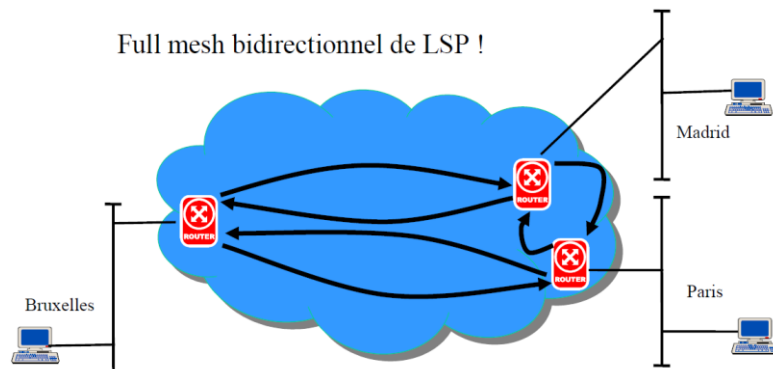 Full mesh bidirectionnel de LSP !
Madrid
ROUTER
ROUTER
ROUTER
Bruxelles
Paris